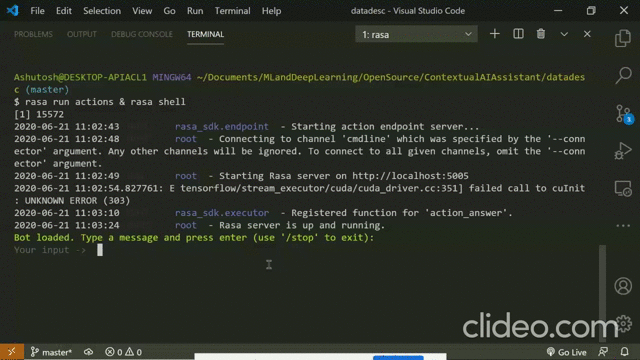 File Edit Selection View Go Run Terminal Help datadesc - Visual Studio Code
PROBLEMS OUTPUT DEBUG CONSOLE TERMINAL 1: rasa
Ashutosh@DESKTOP-APIACL1 MINGW64 ~/Documents/MLandDeepLearning/OpenSource/ContextualAIAssistant/datades
c (master)
$ rasa run actions & rasa shell
[1] 15572
2020-06-21 11:02:43 rasa_sdk.endpoint - Starting action endpoint server...
2020-06-21 11:02:48 root - Connecting to channel 'cmdline' which was specified by the '--conn
ector' argument. Any other channels will be ignored. To connect to all given channels, omit the '--conn
ector' argument.
2020-06-21 11:02:49 root - Starting Rasa server on http://localhost:5005
2020-06-21 11:02:54.827761: E tensorflow/stream_executor/cuda/cuda_driver.cc:351] failed call to cuInit
: UNKNOWN ERROR (303)
2020-06-21 11:03:10 rasa_sdk.executor - Registered function for 'action_answer'.
2020-06-21 11:03:24 root - Rasa server is up and running.
Bot loaded. Type a message and press enter (use '/stop' to exit):
Your input ->
clideo.com
master* 0 0 Go Live